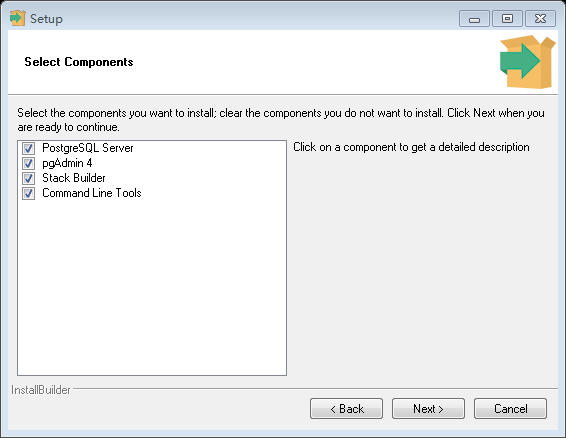 Setup
Select Components
Select the components you want to install; clear the components you do not want to install. Click Next when you
are ready to continue.
PostgreSQL Server
pgAdmin 4
Stack Builder
Command Line Tools
Click on a component to get a detailed description
InstallBuilder
< Back
Next >
Cancel